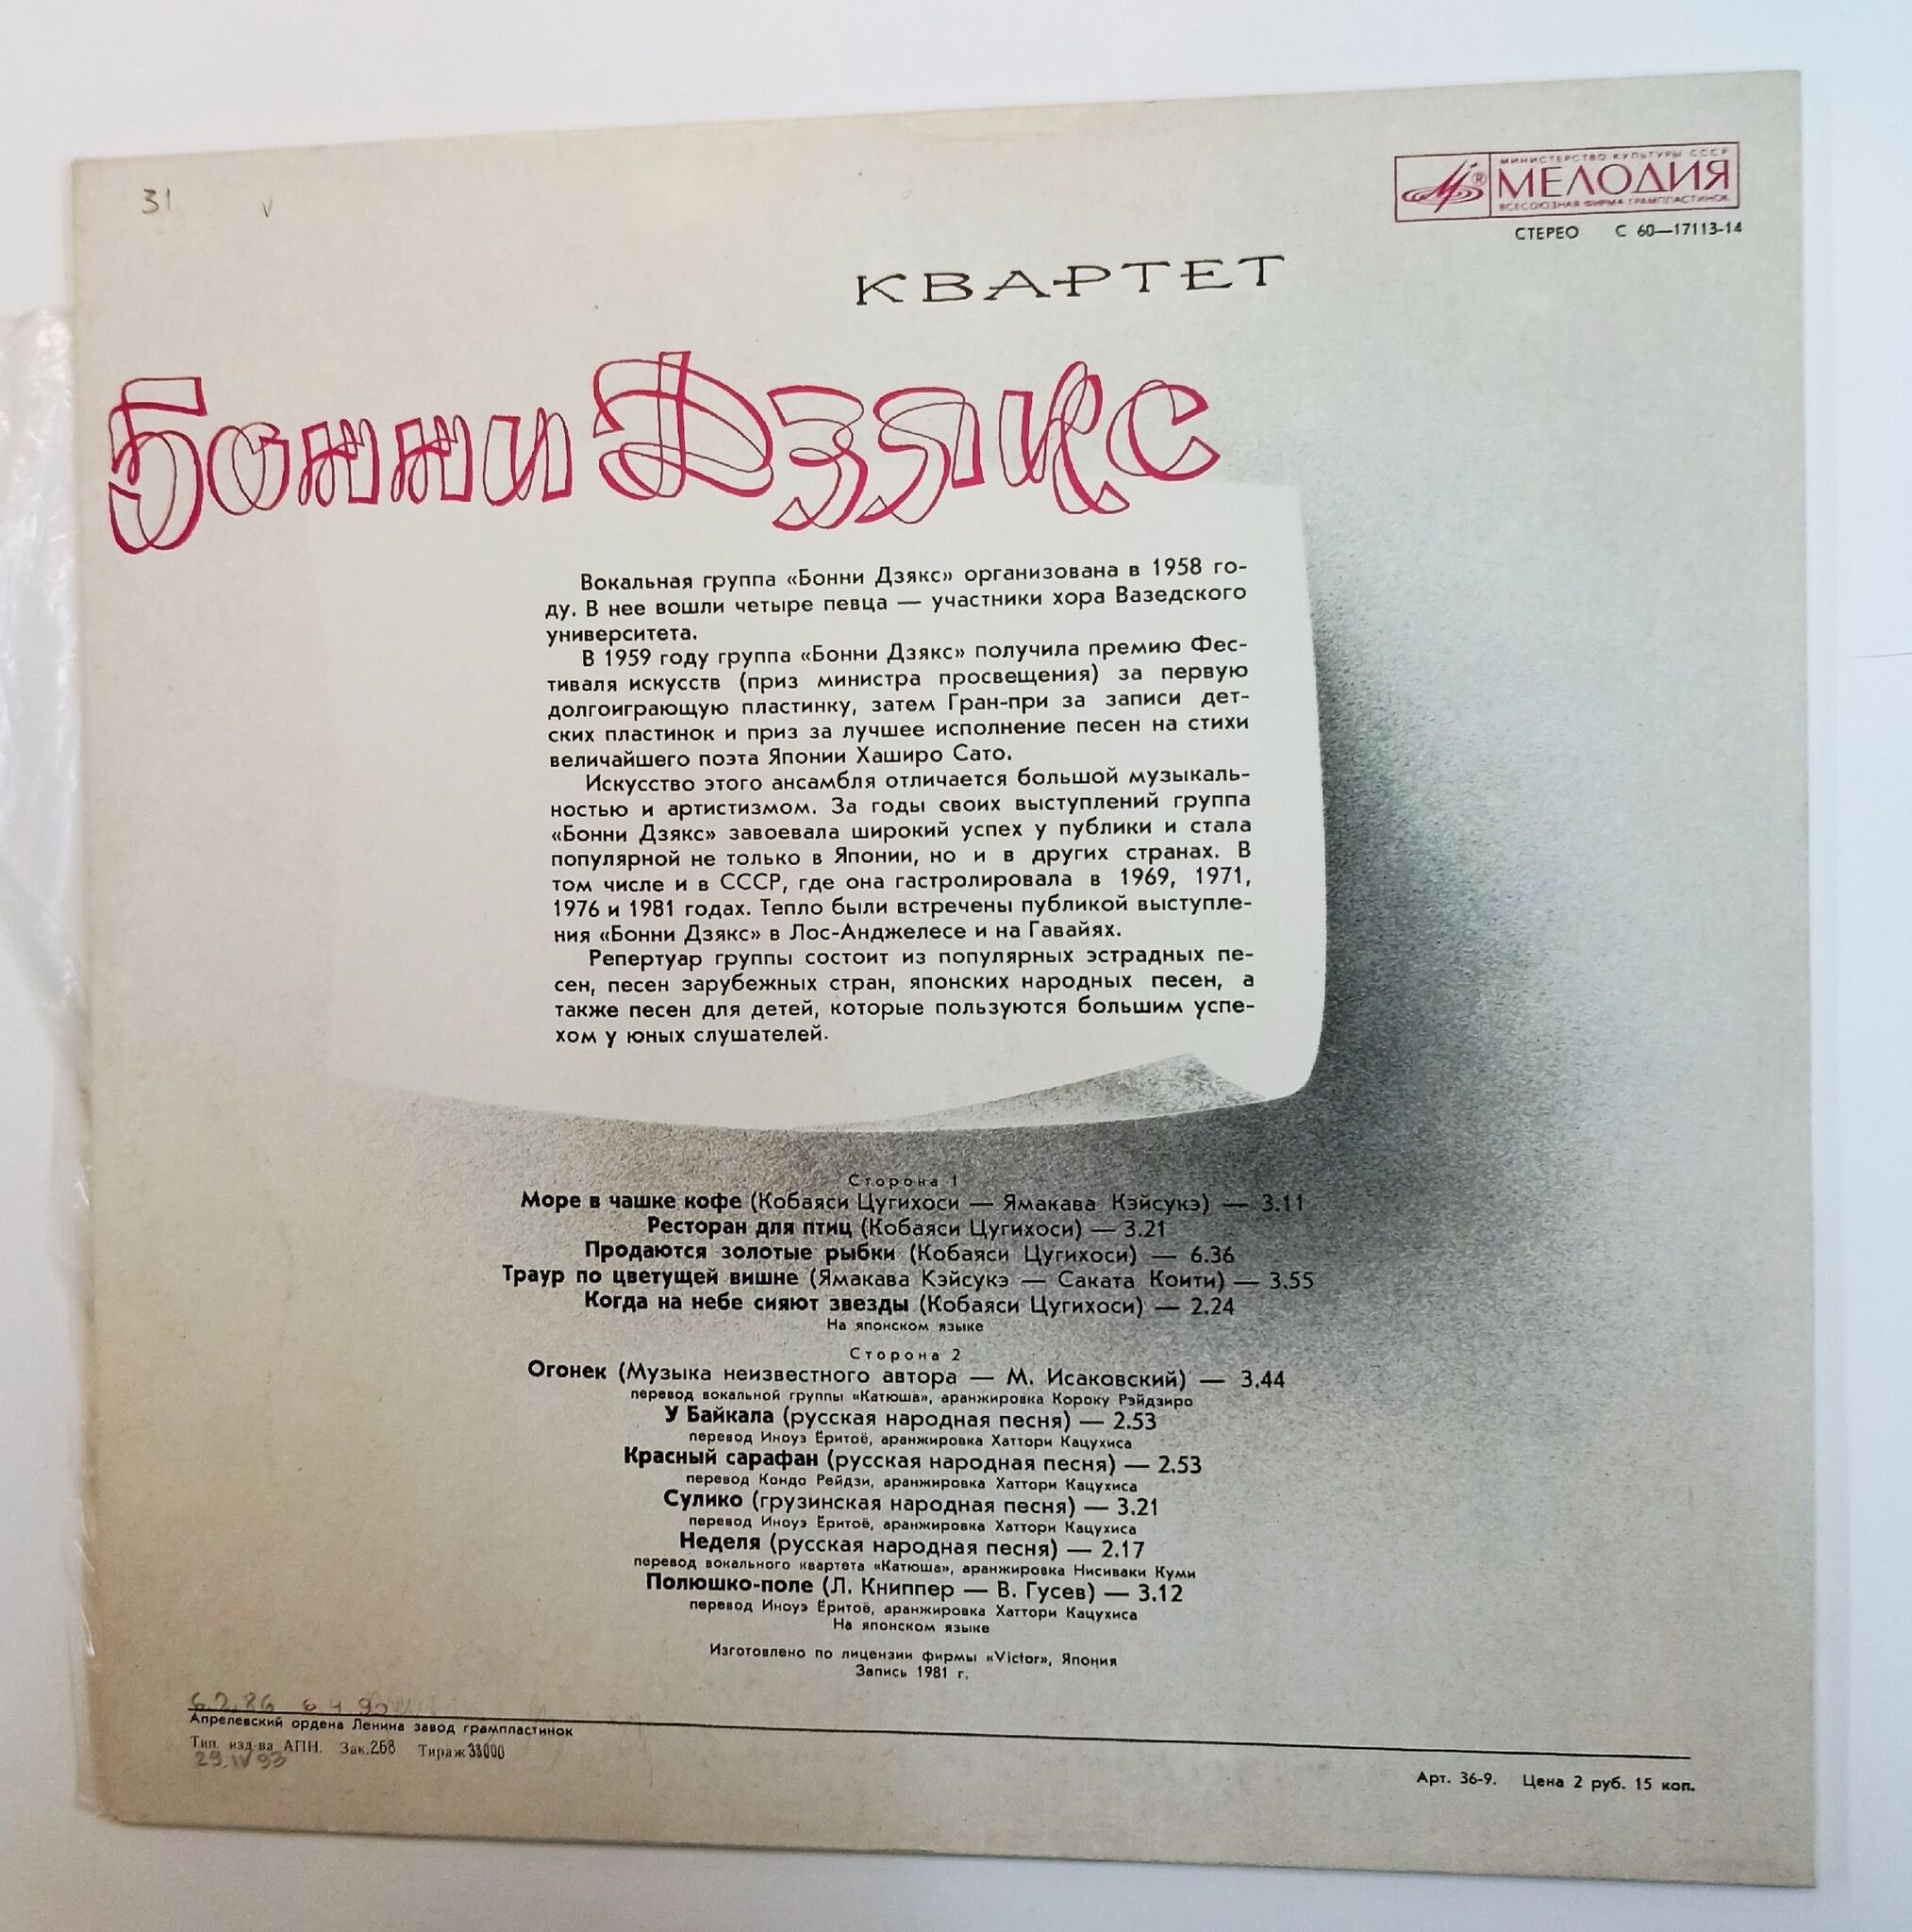 31 v
МИНИСТЕРСТВО КУЛЬТУРЫ СССР
МЕЛОДИЯ
ВСЕСОЮЗНАЯ ФИРМА ГРАМПЛАСТИНОК
СТЕРЕО С 60—17113-14
КВАРТЕТ
Бонни Дзякс
Вокальная группа «Бонни Дзякс» организована в 1958 го-
ду. В нее вошли четыре певца — участники хора Вазедского
университета.
В 1959 году группа «Бонни Дзякс» получила премию Фес-
тиваля искусств (приз министра просвещения) за первую
долгоиграющую пластинку, затем Гран-при за записи дет-
ских пластинок и приз за лучшее исполнение песен на стихи
величайшего поэта Японии Хаширо Сато.
Искусство этого ансамбля отличается большой музыкаль-
ностью и артистизмом. За годы своих выступлений группа
«Бонни Дзякс» завоевала широкий успех у публики и стала
популярной не только в Японии, но и в других странах. В
том числе и в СССР, где она гастролировала в 1969, 1971,
1976 и 1981 годах. Тепло были встречены публикой выступле-
ния «Бонни Дзякс» в Лос-Анджелесе и на Гавайях.
Репертуар группы состоит из популярных эстрадных пе-
сен, песен зарубежных стран, японских народных песен, а
также песен для детей, которые пользуются большим успе-
хом у юных слушателей.
Сторона 1
Море в чашке кофе (Кобаяси Цугихоси — Ямакава Кэйсукэ) — 3.11
Ресторан для птиц (Кобаяси Цугихоси) — 3.21
Продаются золотые рыбки (Кобаяси Цугихоси) — 6.36
Траур по цветущей вишне (Ямакава Кэйсукэ — Саката Коити) — 3.55
Когда на небе сияют звезды (Кобаяси Цугихоси) — 2.24
На японском языке
Сторона 2
Огонек (Музыка неизвестного автора — М. Исаковский) — 3.44
перевод вокальной группы «Катюша», аранжировка Короку Рэйдзиро
У Байкала (русская народная песня) — 2.53
перевод Иноуэ Ёритоё, аранжировка Хаттори Кацухиса
Красный сарафан (русская народная песня) — 2.53
перевод Кондо Рейдзи, аранжировка Хаттори Кацухиса
Сулико (грузинская народная песня) — 3.21
перевод Иноуэ Ёритоё, аранжировка Хаттори Кацухиса
Неделя (русская народная песня) — 2.17
перевод вокального квартета «Катюша», аранжировка Нисиваки Куми
Полюшко-поле (Л. Книппер — В. Гусев) — 3.12
перевод Иноуэ Ёритоё, аранжировка Хаттори Кацухиса
На японском языке
Изготовлено по лицензии фирмы «Victor», Япония
Запись 1981 г.
6.2.86
Апрелевский ордена Ленина завод грампластинок
Тип. изд-ва АПН. Зак. 268 Тираж 33000
29.IV 93
Арт. 36-9. Цена 2 руб. 15 коп.